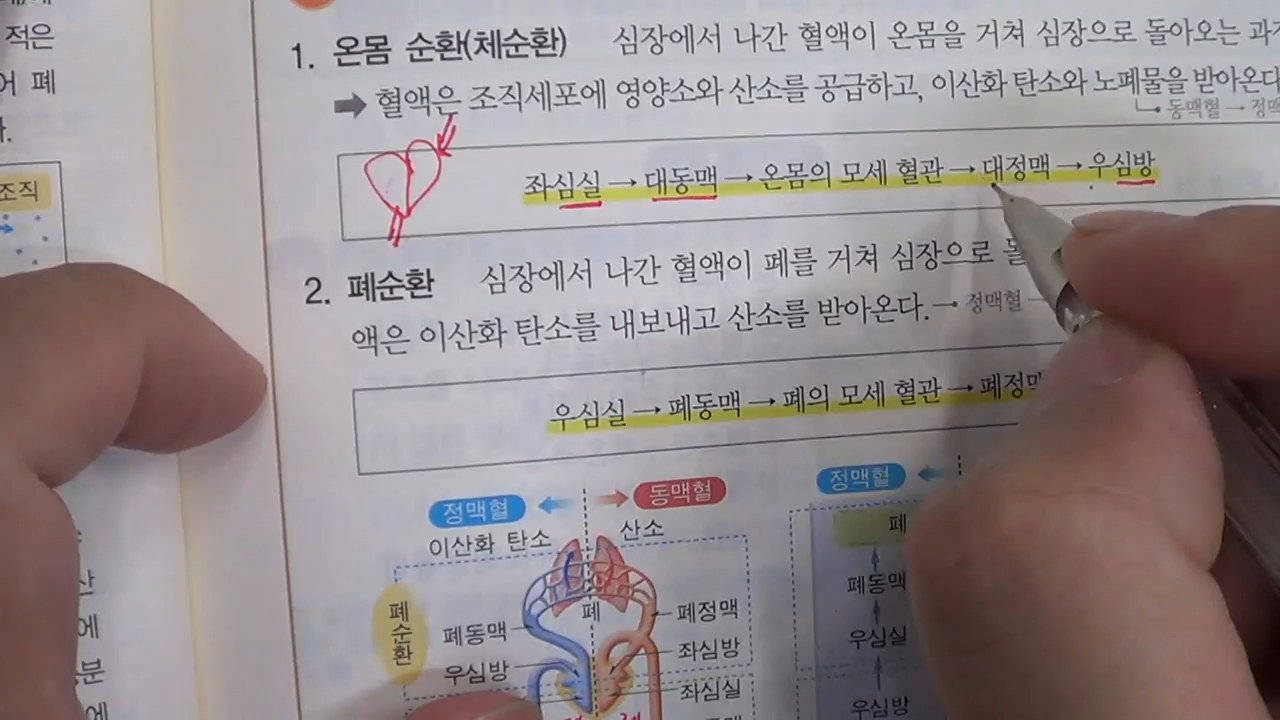 적은
어 폐
조직
1. 온몸 순환(체순환) 심장에서 나간 혈액이 온몸을 거쳐 심장으로 돌아오는
➡ 혈액은 조직세포에 영양소와 산소를 공급하고, 이산화 탄소와 노폐물을 받아온다
동맥혈 →
좌심실 → 대동맥 → 온몸의 모세 혈관 → 대정맥 → 우심방
2. 폐순환 심장에서 나간 혈액이 폐를 거쳐 심장으로
액은 이산화 탄소를 내보내고 산소를 받아온다. → 정맥혈 →
우심실 → 폐동맥 → 폐의 모세 혈관 → 폐정맥
정맥혈 동맥혈 정맥혈
이산화 탄소 산소
폐
폐 순 환
폐
폐동맥 폐정맥 폐동맥
우심방 좌심방 우심실
좌심실 우심방